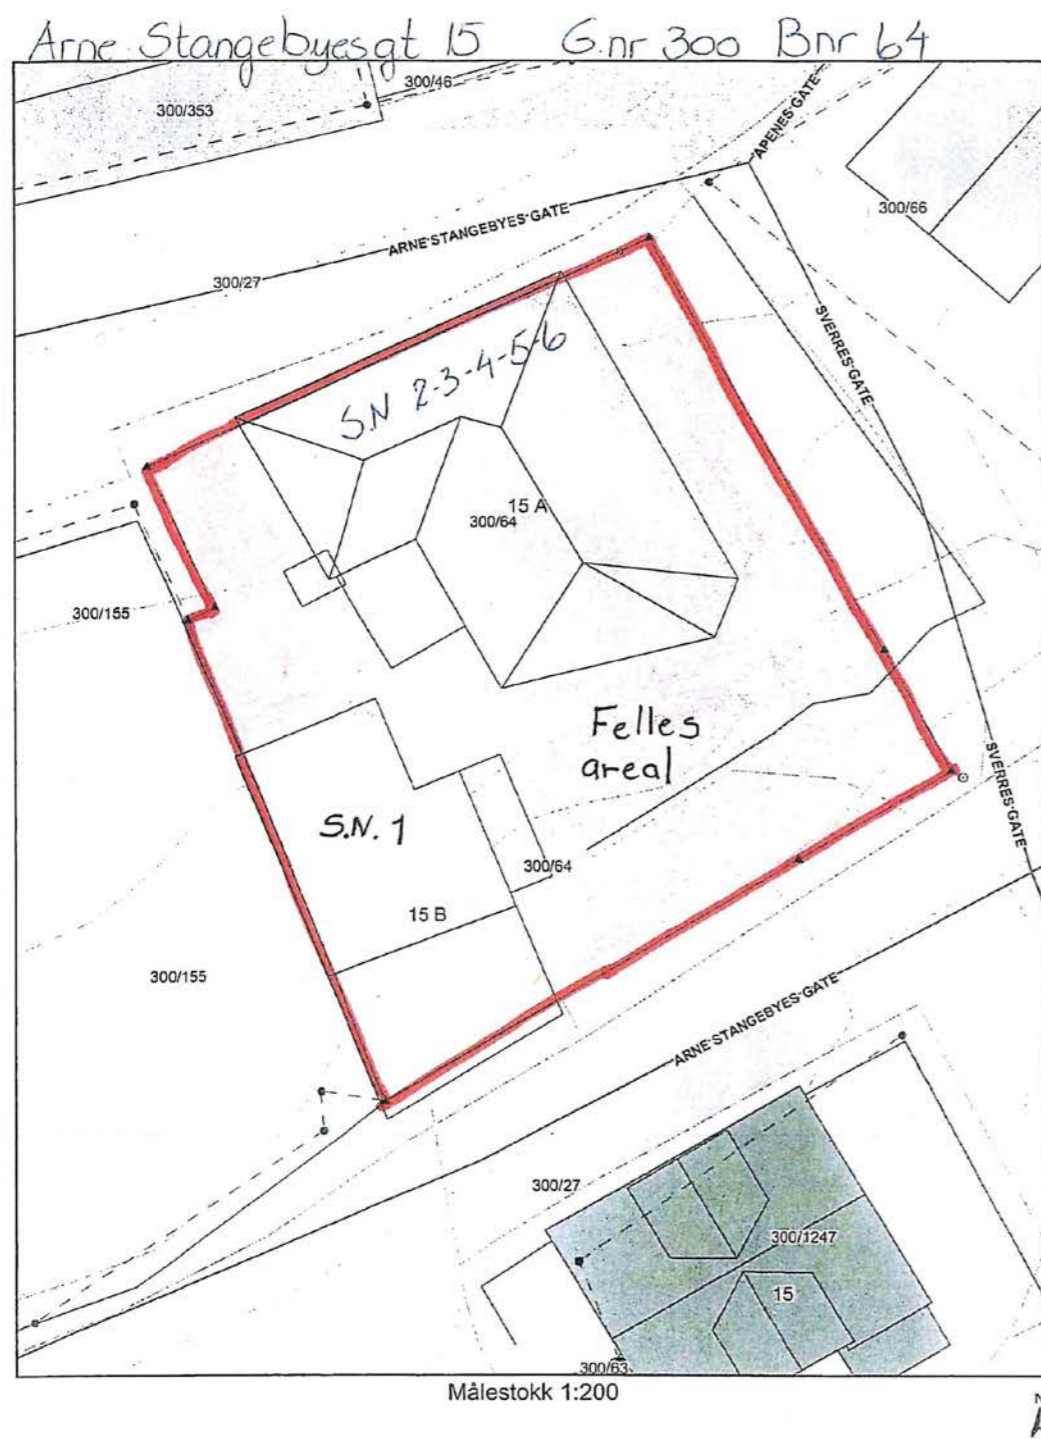 Arne Stangebyesgt 15 G.nr 300 Bnr 64
300/46
300/353
APENES GATE
300/66
ARNE STANGEBYES GATE
300/27
SVERRES GATE
S.N 2-3-4-5-6
15 A
300/64
300/155
Felles
areal
SVERRES GATE
S.N. 1
300/64
15 B
300/155
ARNE STANGEBYES GATE
300/27
300/1247
15
300/63
Målestokk 1:200
N